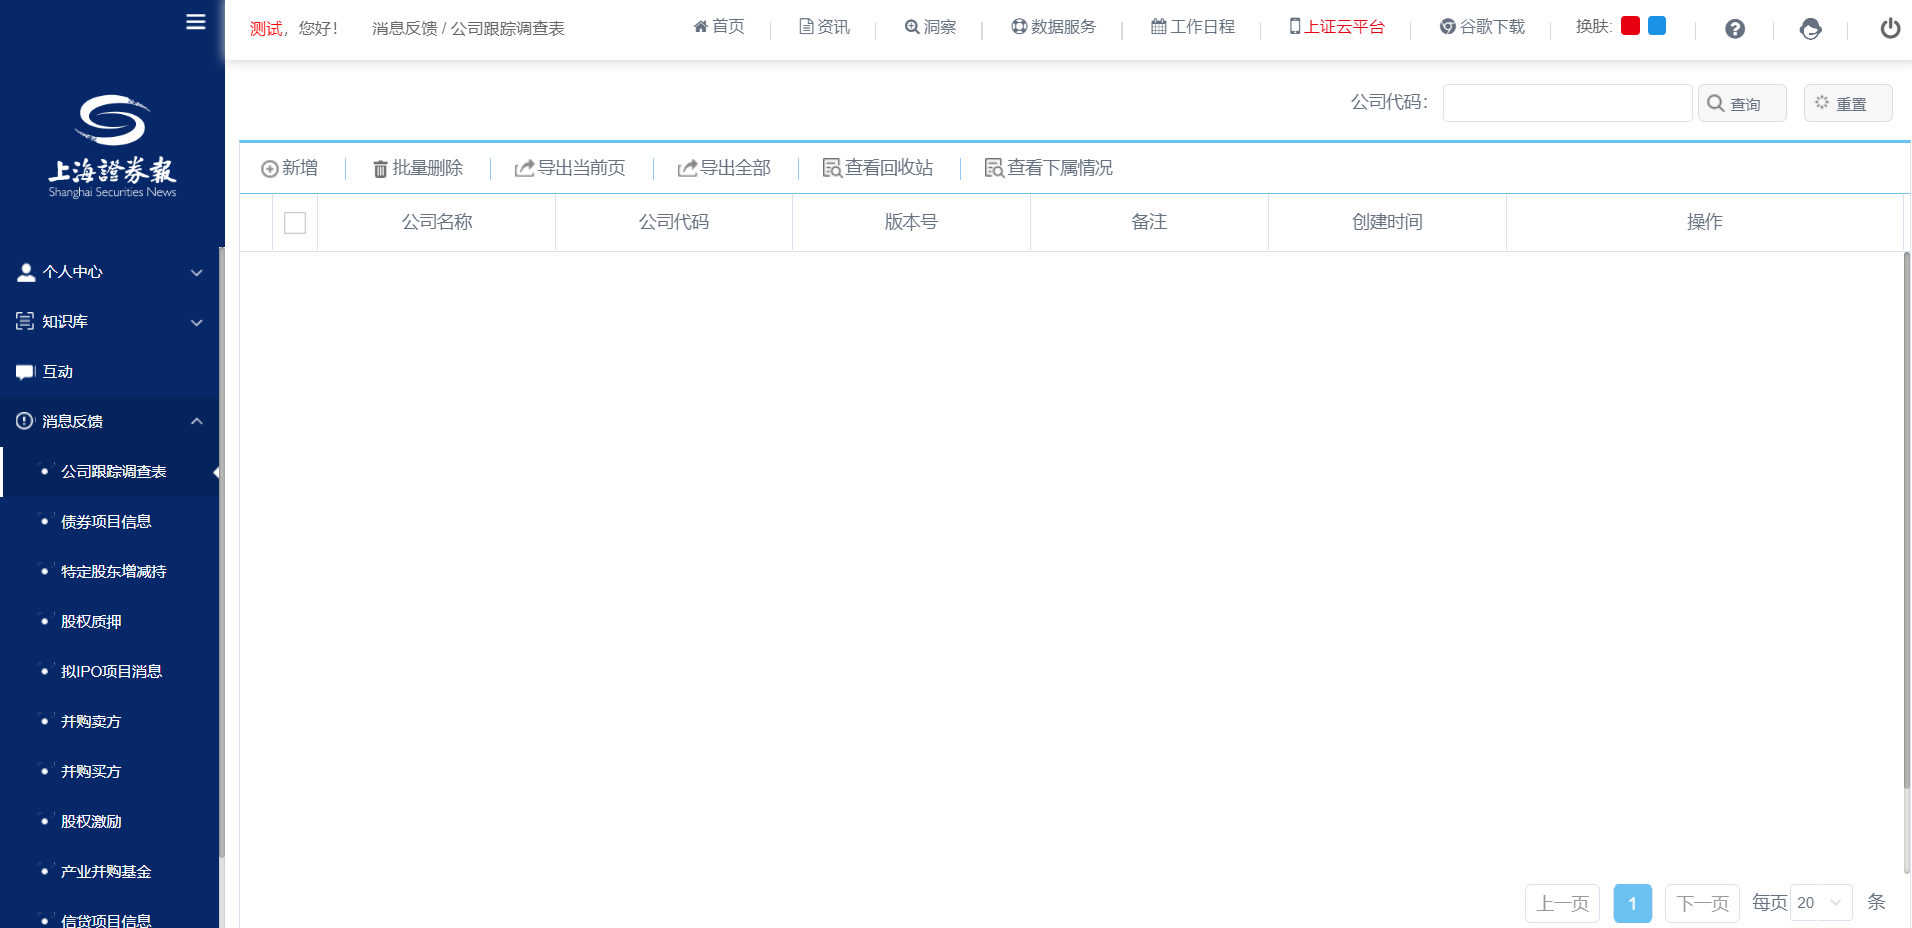 测试，您好！ 消息反馈 / 公司跟踪调查表 首页 资讯 洞察 数据服务 工作日程 上证云平台 谷歌下载 换肤:
上海證券報
Shanghai Securities News
个人中心
知识库
互动
消息反馈
公司跟踪调查表
债券项目信息
特定股东增减持
股权质押
拟IPO项目消息
并购卖方
并购买方
股权激励
产业并购基金
信贷项目信息
公司代码： 查询 重置
新增 批量删除 导出当前页 导出全部 查看回收站 查看下属情况
公司名称 公司代码 版本号 备注 创建时间 操作
上一页 1 下一页 每页 20 条